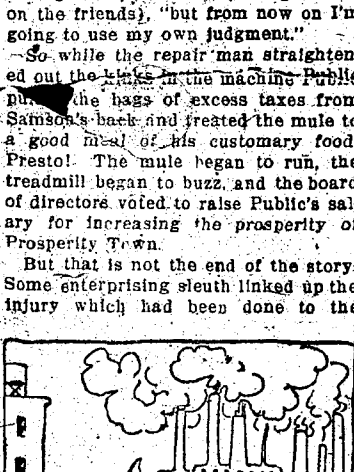 on the friends), "but from now on I'm
going to use my own judgment."
So while the repair man straighten
ed out the kinks in the machine Public
the bags of excess taxes from
Samson's back and treated the mule to
a good meal of his customary food
Presto! The mule began to run, the
treadmill began to buzz, and the board
of directors voted to raise Public's sal
ary for increasing the prosperity of
Prosperity Town.
But that is not the end of the story.
Some enterprising sleuth linked up the
injury which had been done to the